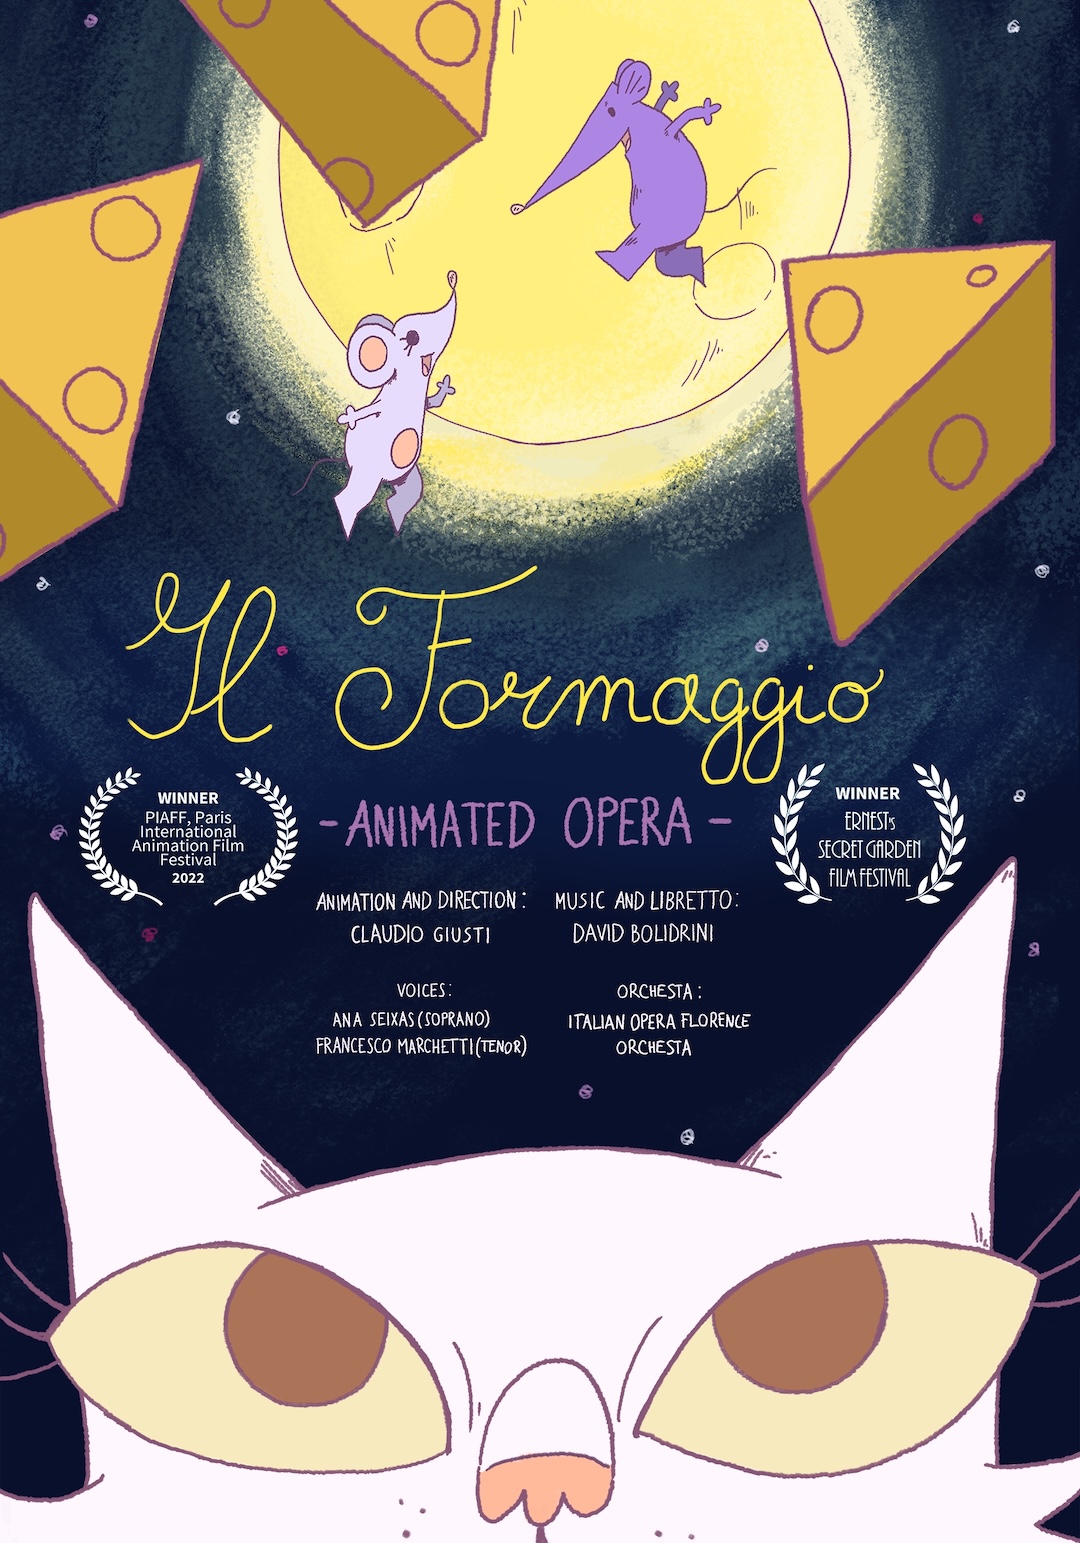 Il Formaggio
- ANIMATED OPERA -
WINNER
PIAFF, Paris
International
Animation Film
Festival
2022
WINNER
ERNEST's
SECRET GARDEN
FILM FESTIVAL
ANIMATION AND DIRECTION:
CLAUDIO GIUSTI
MUSIC AND LIBRETTO:
DAVID BOLIDRINI
VOICES:
ANA SEIXAS (SOPRANO)
FRANCESCO MARCHETTI (TENOR)
ORCHESTA:
ITALIAN OPERA FLORENCE
ORCHESTA